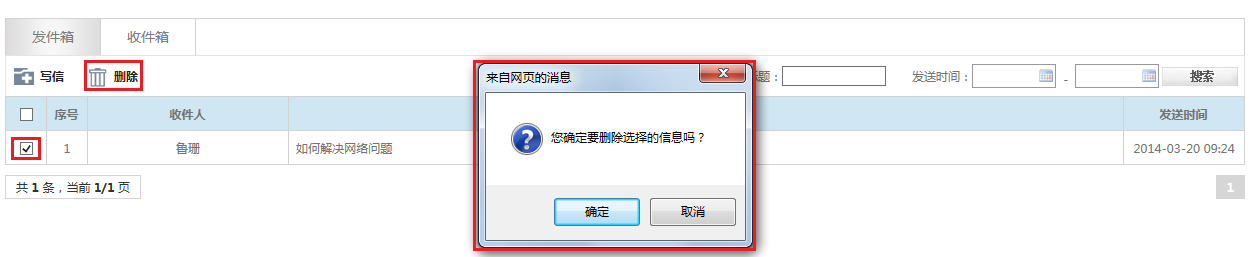 发件箱 收件箱
写信 删除 题： 发送时间： - 搜索
序号 收件人 发送时间
1 鲁珊 如何解决网络问题 2014-03-20 09:24
共 1 条，当前 1/1 页 1
来自网页的消息
您确定要删除选择的信息吗？
确定 取消